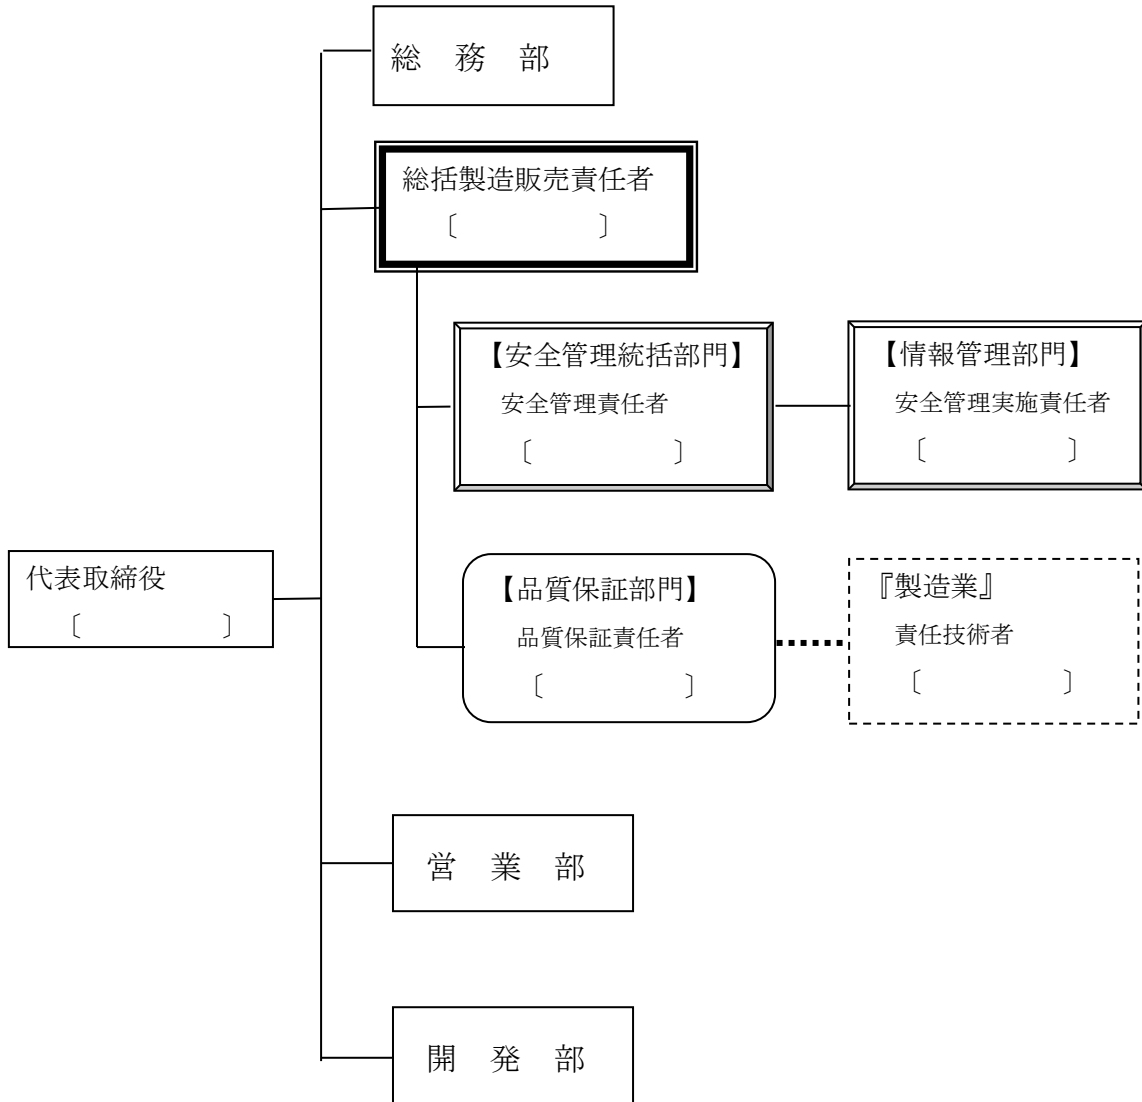 総　務　部
総括製造販売責任者
〔　　　　　〕
【安全管理統括部門】
安全管理責任者
〔　　　　　〕
【情報管理部門】
安全管理実施責任者
〔　　　　　〕
代表取締役
〔　　　　　〕
【品質保証部門】
品質保証責任者
〔　　　　　〕
『製造業』
責任技術者
〔　　　　　〕
営　業　部
開　発　部